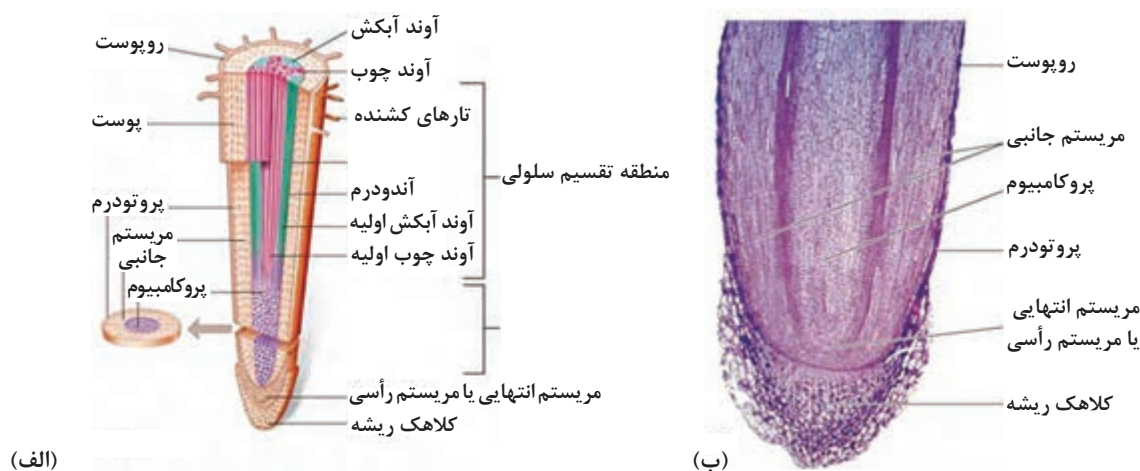 روپوست
مریستم جانبی
پروکامبیوم
پروتودرم
مریستم انتهایی
یا مریستم رأسی
کلاهک ریشه
(ب)
آوند آبکش
روپوست
آوند چوب
تارهای کشنده
پوست
منطقه تقسیم سلولی
آندودرم
پروتودرم
آوند آبکش اولیه
مریستم
جانبی
آوند چوب اولیه
پروکامبیوم
مریستم انتهایی یا مریستم رأسی
کلاهک ریشه
(الف)